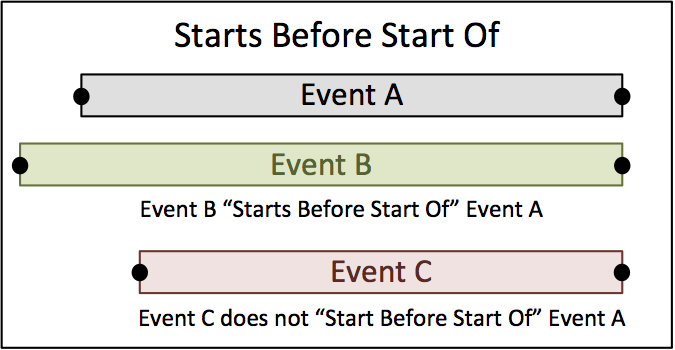 Starts Before Start Of
Event A
Event B
Event B “Starts Before Start Of” Event A
Event C
Event C does not “Start Before Start Of” Event A